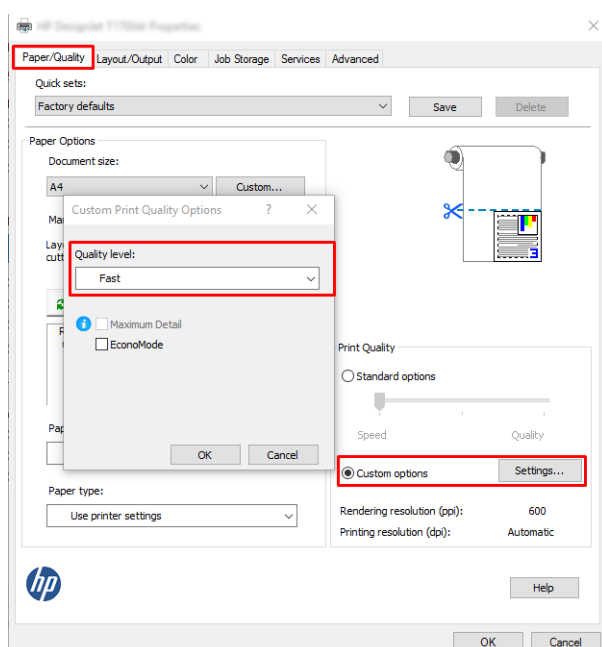 Paper/Quality Layout/Output Color Job Storage Services Advanced
Quick sets:
Factory defaults Save Delete
Paper Options
Document size:
A4 Custom...
Custom Print Quality Options ? ×
Quality level:
Fast
Maximum Detail
EconoMode
OK Cancel
Paper type:
Use printer settings
3
Print Quality
Standard options
Speed Quality
Custom options Settings...
Rendering resolution (ppi): 600
Printing resolution (dpi): Automatic
hp
Help
OK Cancel